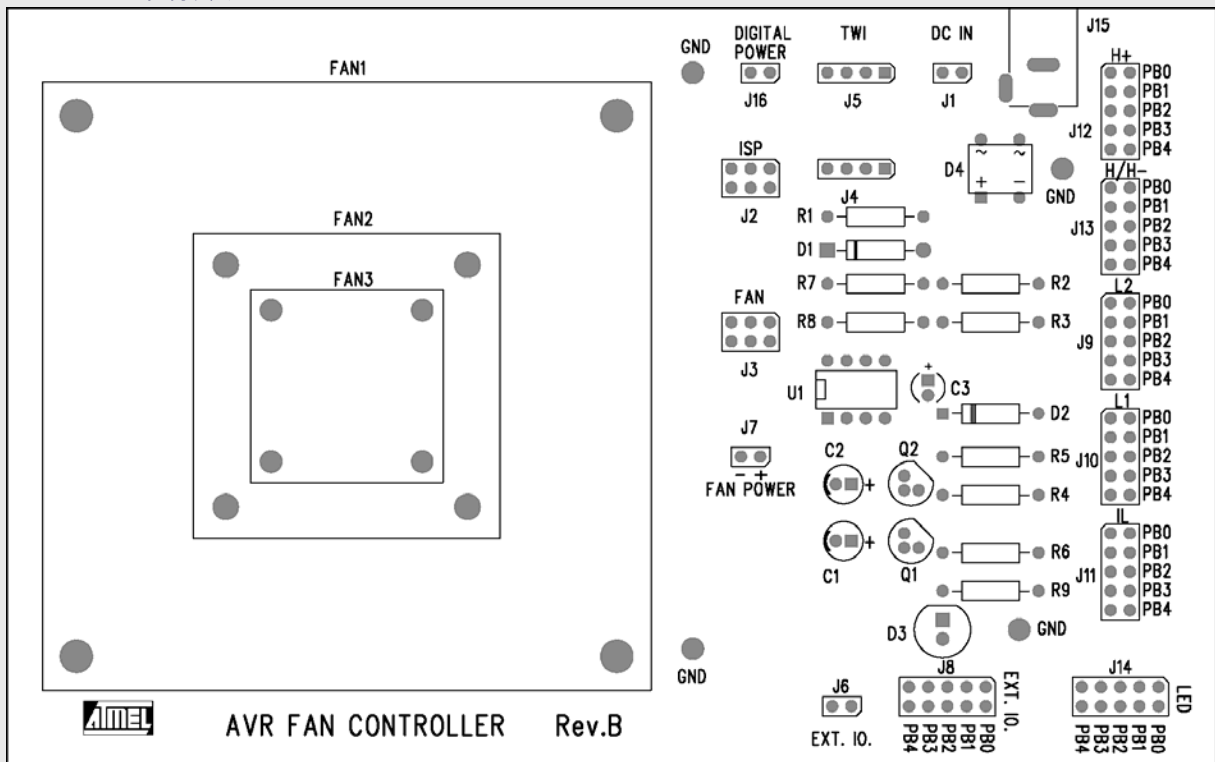 FAN1
FAN2
FAN3
GND
DIGITAL POWER
J16
TWI
J5
DC IN
J1
J15
H+
PB0
PB1
PB2
PB3
PB4
J12
ISP
J2
J4
D4
~ ~
+ −
GND
H/H-
PB0
PB1
PB2
PB3
PB4
J13
R1
D1
R7
R2
R8
R3
FAN
J3
L2
PB0
PB1
PB2
PB3
PB4
J9
U1
+
C3
D2
J7
- +
FAN POWER
C2
+
Q2
R5
R4
L1
PB0
PB1
PB2
PB3
PB4
J10
C1
+
Q1
R6
R9
IL
PB0
PB1
PB2
PB3
PB4
J11
D3
GND
GND
J6
EXT. IO.
J8
EXT. IO.
PB4
PB3
PB2
PB1
PB0
J14
LED
PB4
PB3
PB2
PB1
PB0
ATMEL
AVR FAN CONTROLLER Rev.B